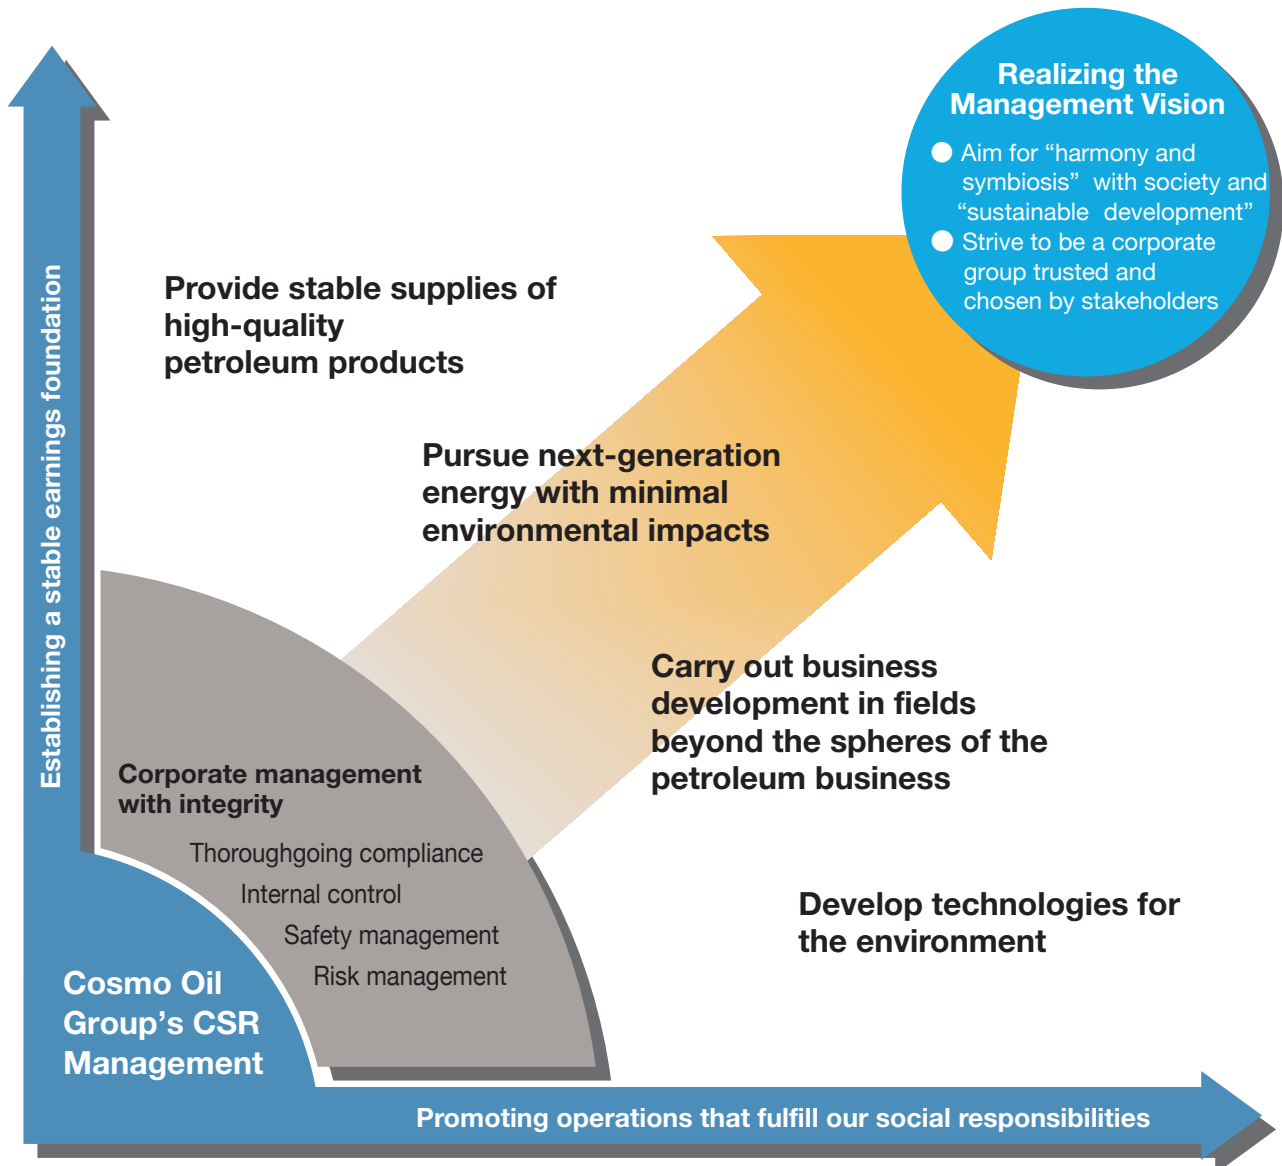 Realizing the
Management Vision
Aim for “harmony and
symbiosis” with society and
“sustainable development”
Strive to be a corporate
group trusted and
chosen by stakeholders
Establishing a stable earnings foundation
Provide stable supplies of
high-quality
petroleum products
Pursue next-generation
energy with minimal
environmental impacts
Carry out business
development in fields
beyond the spheres of the
petroleum business
Develop technologies for
the environment
Corporate management
with integrity
Thoroughgoing compliance
Internal control
Safety management
Risk management
Cosmo Oil
Group’s CSR
Management
Promoting operations that fulfill our social responsibilities